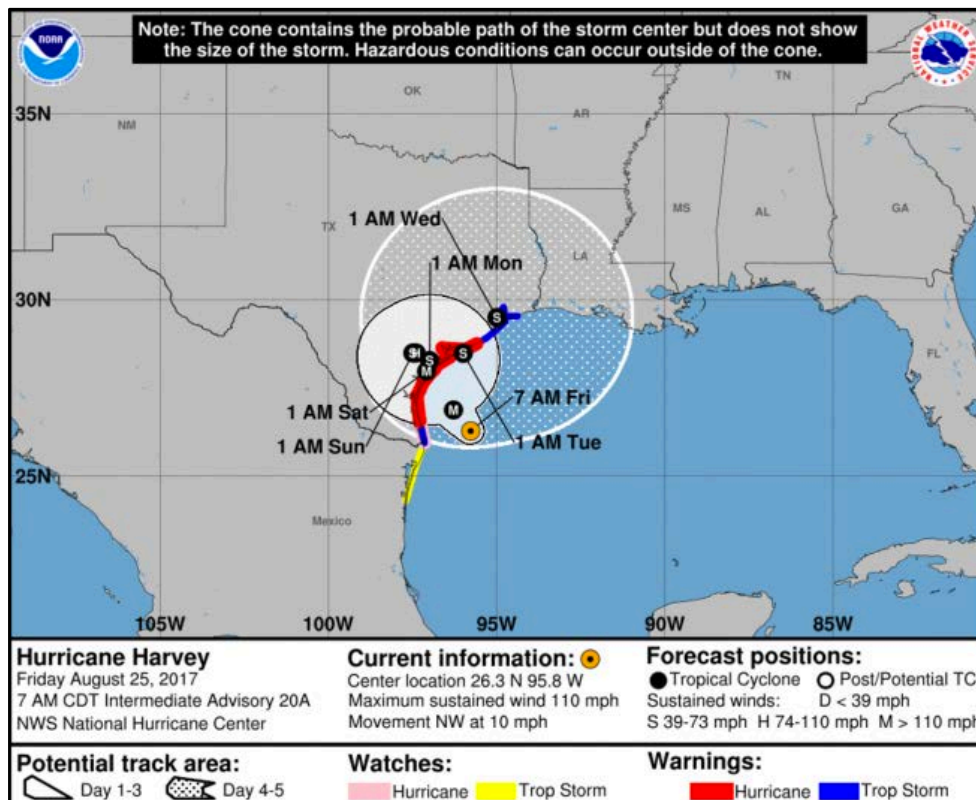 Note: The cone contains the probable path of the storm center but does not show
the size of the storm. Hazardous conditions can occur outside of the cone.
NOAA
NATIONAL WEATHER SERVICE
TN
OK
35N
NM
AR
MS
AL
GA
1 AM Wed
TX
LA
1 AM Mon
30N
S
FL
SH
S
S
M
7 AM Fri
1 AM Sat
M
1 AM Sun
1 AM Tue
25N
Mexico
105W
100W
95W
90W
85W
Hurricane Harvey
Friday August 25, 2017
7 AM CDT Intermediate Advisory 20A
NWS National Hurricane Center
Current information:
Center location 26.3 N 95.8 W
Maximum sustained wind 110 mph
Movement NW at 10 mph
Forecast positions:
Tropical Cyclone Post/Potential TC
Sustained winds: D < 39 mph
S 39-73 mph H 74-110 mph M > 110 mph
Potential track area:
Day 1-3 Day 4-5
Watches:
Hurricane Trop Storm
Warnings:
Hurricane Trop Storm